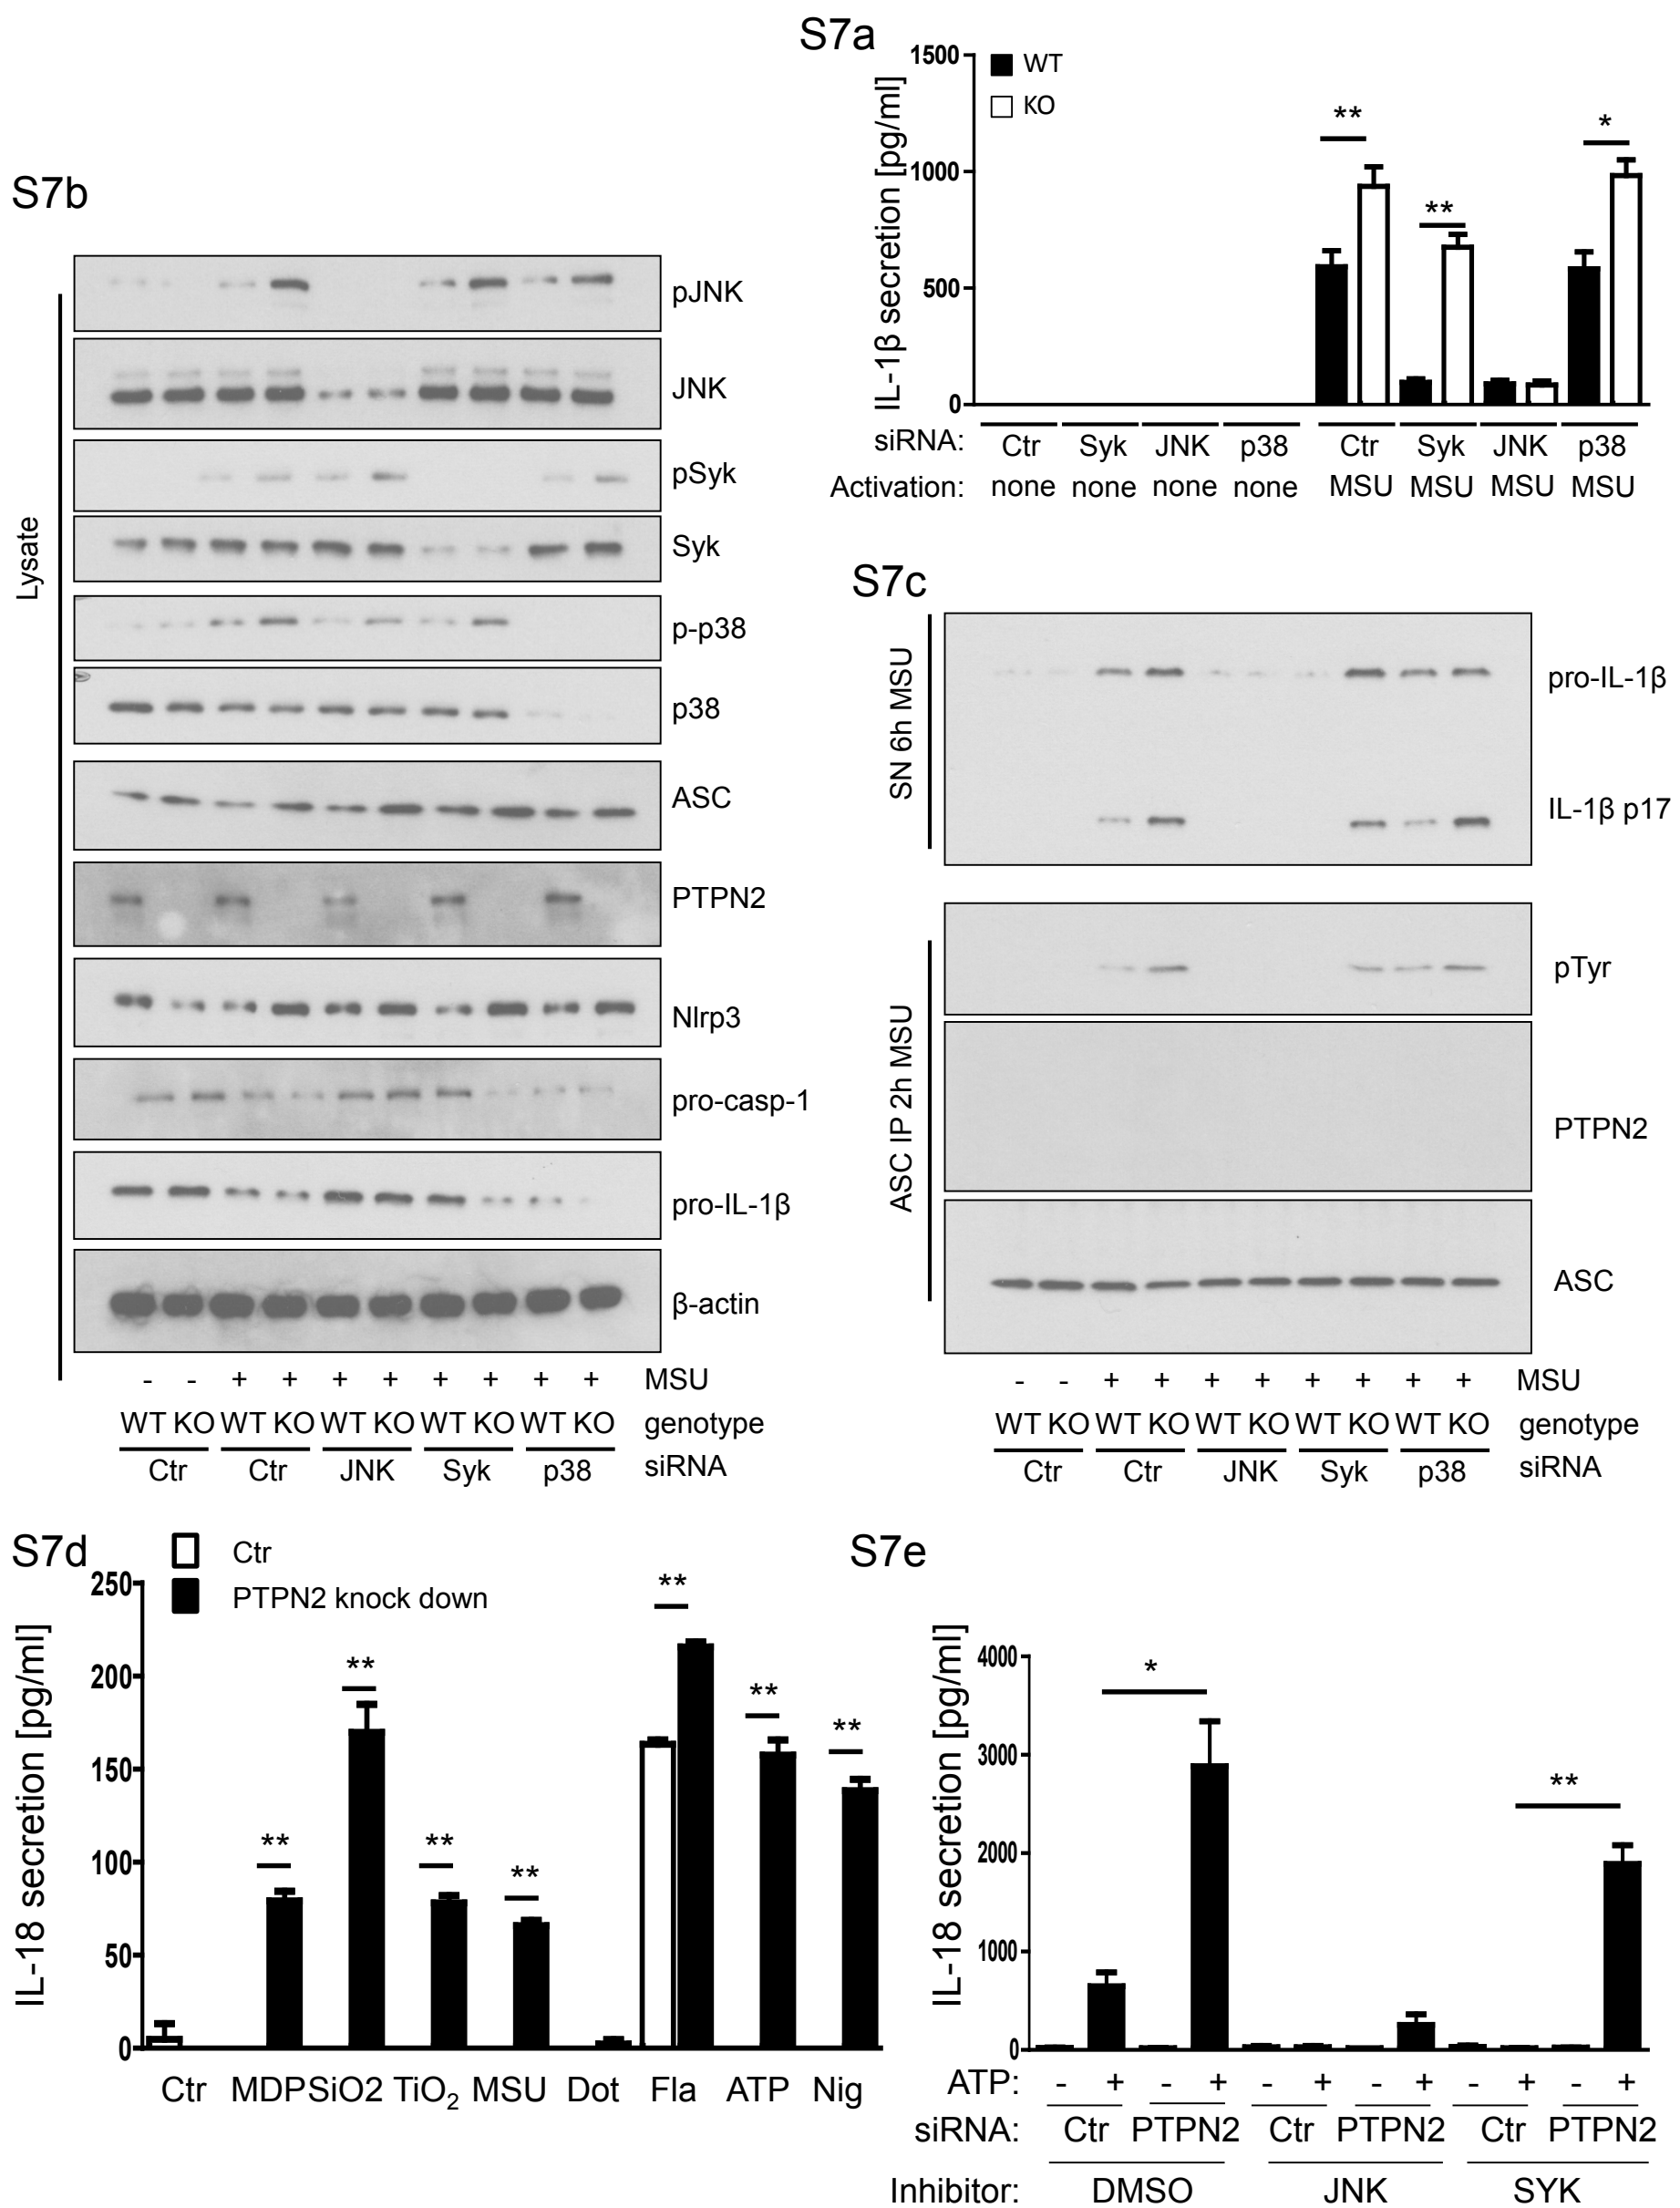 S7a
IL-1β secretion [pg/ml]
1500
1000
500
0
WT
KO
**
**
*
siRNA: Ctr Syk JNK p38 Ctr Syk JNK p38
Activation: none none none none MSU MSU MSU MSU
S7b
Lysate
pJNK
JNK
pSyk
Syk
p-p38
p38
ASC
PTPN2
Nlrp3
pro-casp-1
pro-IL-1β
β-actin
- - + + + + + + + + MSU
WT KO WT KO WT KO WT KO WT KO genotype
Ctr Ctr JNK Syk p38 siRNA
S7c
SN 6h MSU
pro-IL-1β
IL-1β p17
ASC IP 2h MSU
pTyr
PTPN2
ASC
- - + + + + + + + + MSU
WT KO WT KO WT KO WT KO WT KO genotype
Ctr Ctr JNK Syk p38 siRNA
S7d
Ctr
PTPN2 knock down
IL-18 secretion [pg/ml]
250
200
150
100
50
0
**
**
**
**
**
**
**
Ctr MDP SiO2 TiO2 MSU Dot Fla ATP Nig
S7e
IL-18 secretion [pg/ml]
4000
3000
2000
1000
0
*
**
ATP: - + - + - + - + - + - +
siRNA: Ctr PTPN2 Ctr PTPN2 Ctr PTPN2
Inhibitor: DMSO JNK SYK